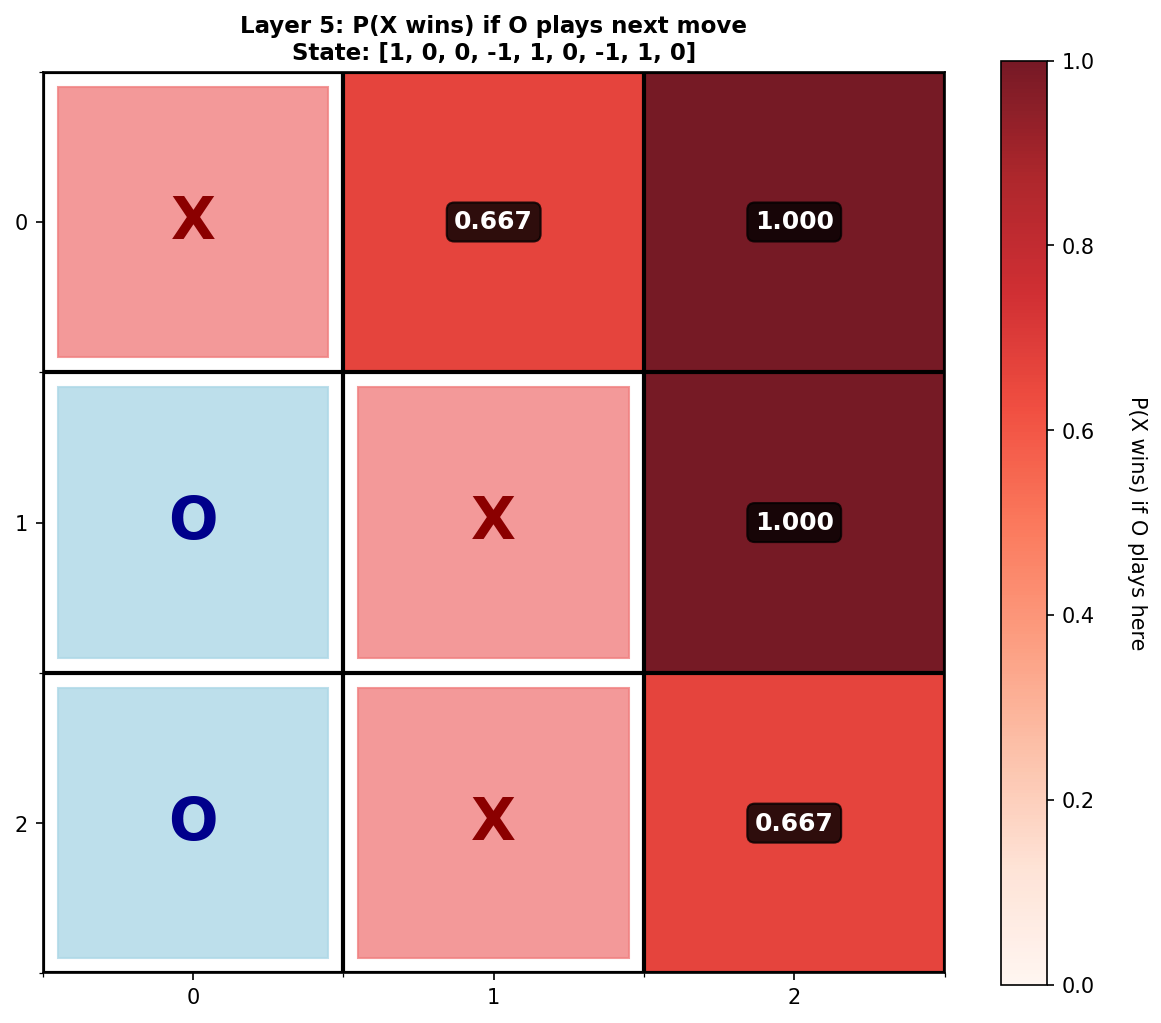 Layer 5: P(X wins) if O plays next move
State: [1, 0, 0, -1, 1, 0, -1, 1, 0]
X
0.667
1.000
O
X
1.000
O
X
0.667
0
1
2
0
1
2
1.0
0.8
0.6
0.4
0.2
0.0
P(X wins) if O plays here